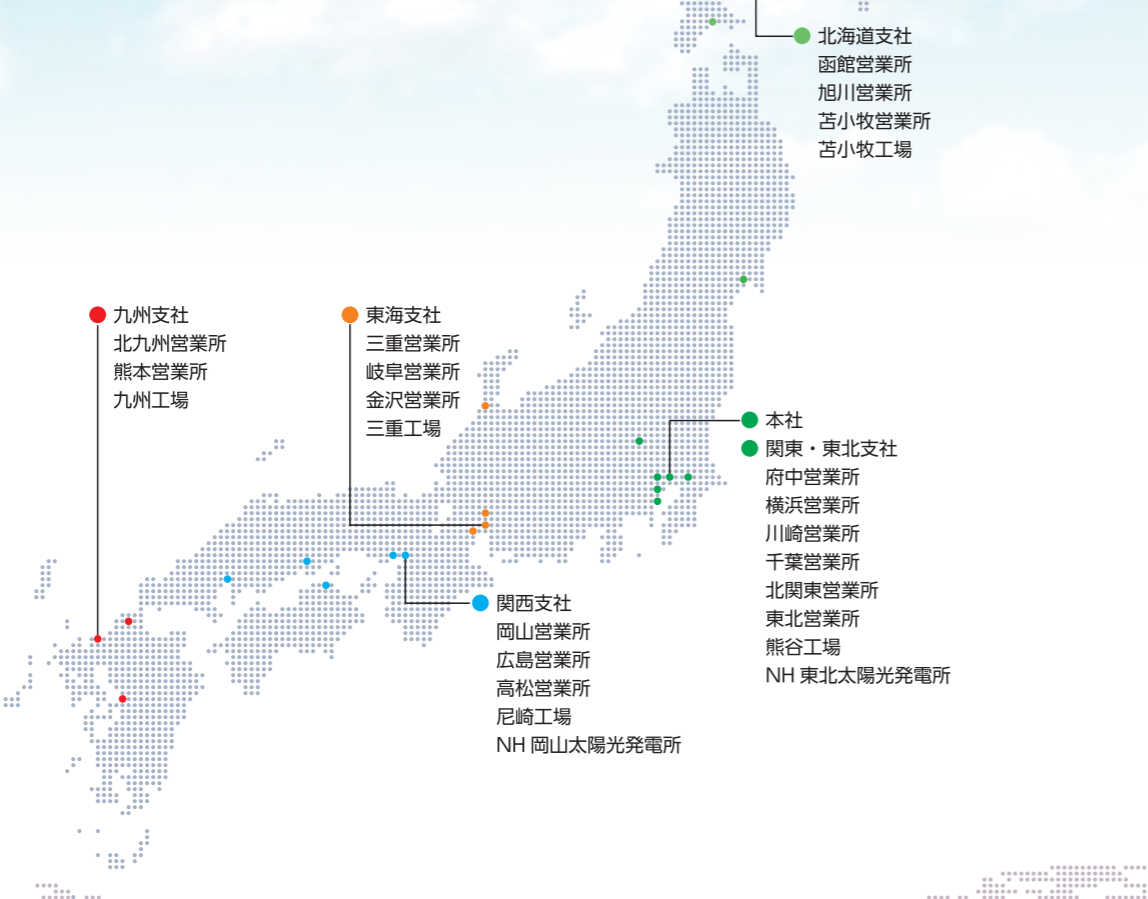 北海道支社
函館営業所
旭川営業所
苫小牧営業所
苫小牧工場
九州支社
北九州営業所
熊本営業所
九州工場
東海支社
三重営業所
岐阜営業所
金沢営業所
三重工場
本社
関東・東北支社
府中営業所
横浜営業所
川崎営業所
千葉営業所
北関東営業所
東北営業所
熊谷工場
NH 東北太陽光発電所
関西支社
岡山営業所
広島営業所
高松営業所
尼崎工場
NH 岡山太陽光発電所